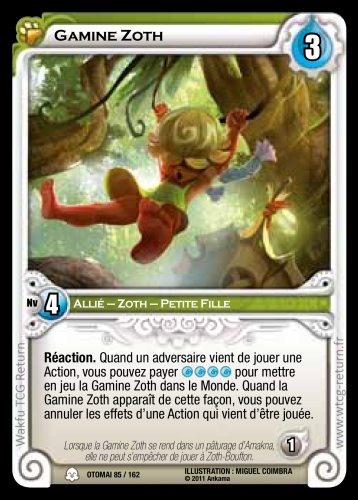 Gamine Zoth
3
Nv 4 Allié – Zoth – Petite Fille
Réaction. Quand un adversaire vient de jouer une
Action, vous pouvez payer pour mettre
en jeu la Gamine Zoth dans le Monde. Quand la
Gamine Zoth apparaît de cette façon, vous pouvez
annuler les effets d'une Action qui vient d'être jouée.
Lorsque la Gamine Zoth se rend dans un pâturage d'Amakna,
elle ne peut s'empêcher de jouer à Zoth-Bouffon.
1
OTOMAI 85 / 162
ILLUSTRATION : MIGUEL COIMBRA
© 2011 Ankama
Wakfu TCG Return
www.wtcg-return.fr